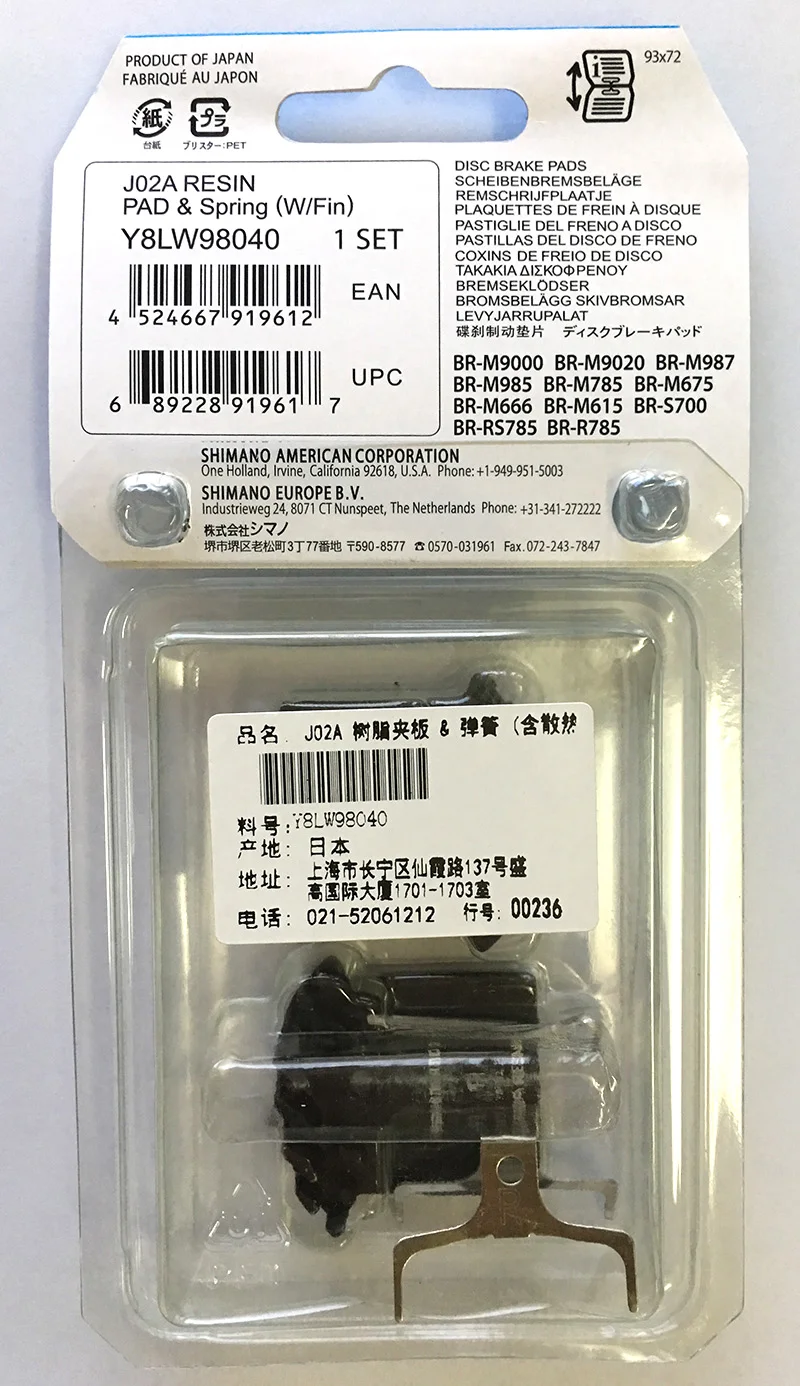 PRODUCT OF JAPAN
FABRIQUÉ AU JAPON
93x72
紙
プラ
台紙
ブリスター:PET
J02A RESIN
PAD & Spring (W/Fin)
Y8LW98040 1 SET
EAN
4 524667 919612
UPC
6 89228 91961 7
DISC BRAKE PADS
SCHEIBENBREMSBELÄGE
REMSCHRIJFPLAATJE
PLAQUETTES DE FREIN À DISQUE
PASTIGLIE DEL FRENO A DISCO
PASTILLAS DEL DISCO DE FRENO
COXINS DE FREIO DE DISCO
ΤΑΚΑΚΙΑ ΔΙΣΚΟΦΡΕΝΟΥ
BREMSEKLÖDSER
BROMSBELÄGG SKIVBROMSAR
LEVYJARRUPALAT
碟刹制动垫片 ディスクブレーキパッド
BR-M9000 BR-M9020 BR-M987
BR-M985 BR-M785 BR-M675
BR-M666 BR-M615 BR-S700
BR-RS785 BR-R785
SHIMANO AMERICAN CORPORATION
One Holland, Irvine, California 92618, U.S.A. Phone: +1-949-951-5003
SHIMANO EUROPE B.V.
Industrieweg 24, 8071 CT Nunspeet, The Netherlands Phone: +31-341-272222
株式会社シマノ
堺市堺区老松町3丁77番地 〒590-8577 ☎0570-031961 Fax.072-243-7847
品名. J02A 树脂夹板 & 弹簧 (含散热
料号:Y8LW98040
产地: 日本
地址: 上海市长宁区仙霞路137号盛
高国际大厦1701-1703室
电话: 021-52061212 行号: 00236
R